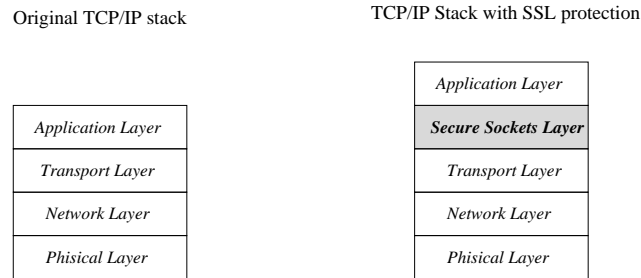 Original TCP/IP stack
Application Layer
Transport Layer
Network Layer
Phisical Layer
TCP/IP Stack with SSL protection
Application Layer
Secure Sockets Layer
Transport Layer
Network Layer
Phisical Layer